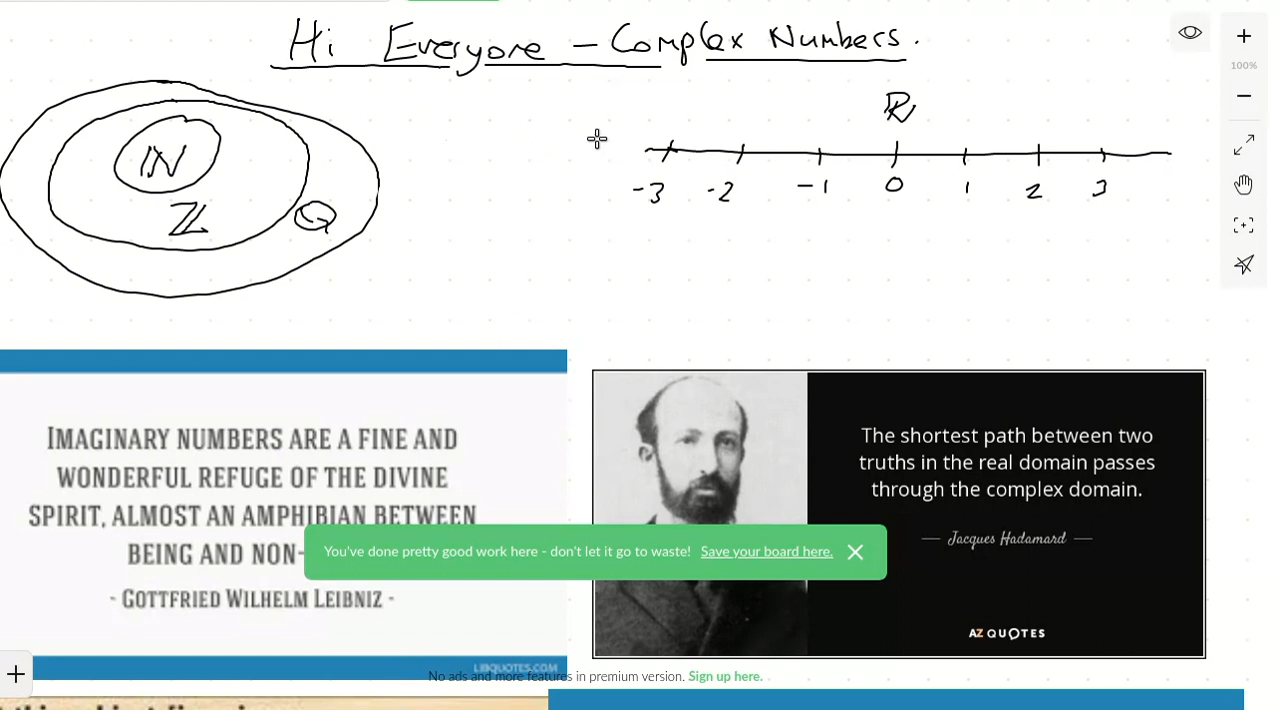 Hi Everyone - Complex Numbers.
100%
ℝ
ℕ
ℤ
ℚ
-3 -2 -1 0 1 2 3
IMAGINARY NUMBERS ARE A FINE AND
WONDERFUL REFUGE OF THE DIVINE
SPIRIT, ALMOST AN AMPHIBIAN BETWEEN
BEING AND NON-
- GOTTFRIED WILHELM LEIBNIZ -
LIBQUOTES.COM
The shortest path between two
truths in the real domain passes
through the complex domain.
— Jacques Hadamard —
AZ QUOTES
You've done pretty good work here - don't let it go to waste! Save your board here.
No ads and more features in premium version. Sign up here.